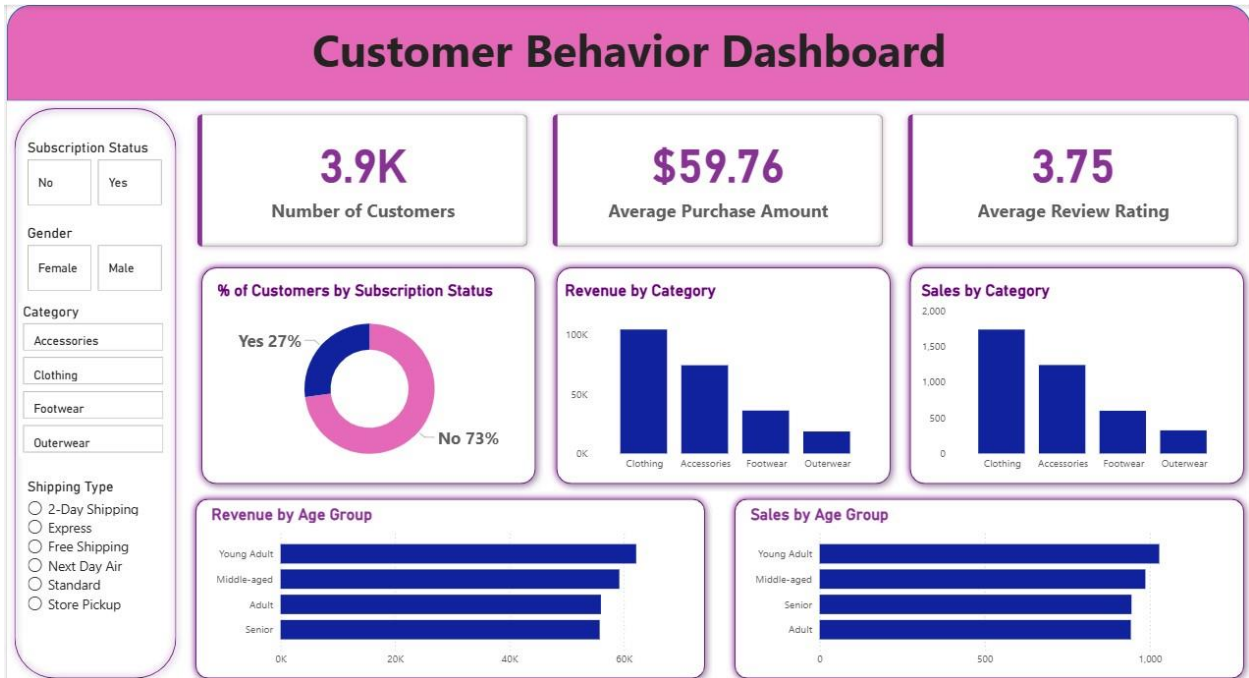 Customer Behavior Dashboard
Subscription Status
No
Yes
Gender
Female
Male
Category
Accessories
Clothing
Footwear
Outerwear
Shipping Type
2-Day Shipping
Express
Free Shipping
Next Day Air
Standard
Store Pickup
3.9K
Number of Customers
$59.76
Average Purchase Amount
3.75
Average Review Rating
% of Customers by Subscription Status
Yes 27%
No 73%
Revenue by Category
100K
50K
0K
Clothing Accessories Footwear Outerwear
Sales by Category
2,000
1,500
1,000
500
0
Clothing Accessories Footwear Outerwear
Revenue by Age Group
Young Adult
Middle-aged
Adult
Senior
0K 20K 40K 60K
Sales by Age Group
Young Adult
Middle-aged
Senior
Adult
0 500 1,000